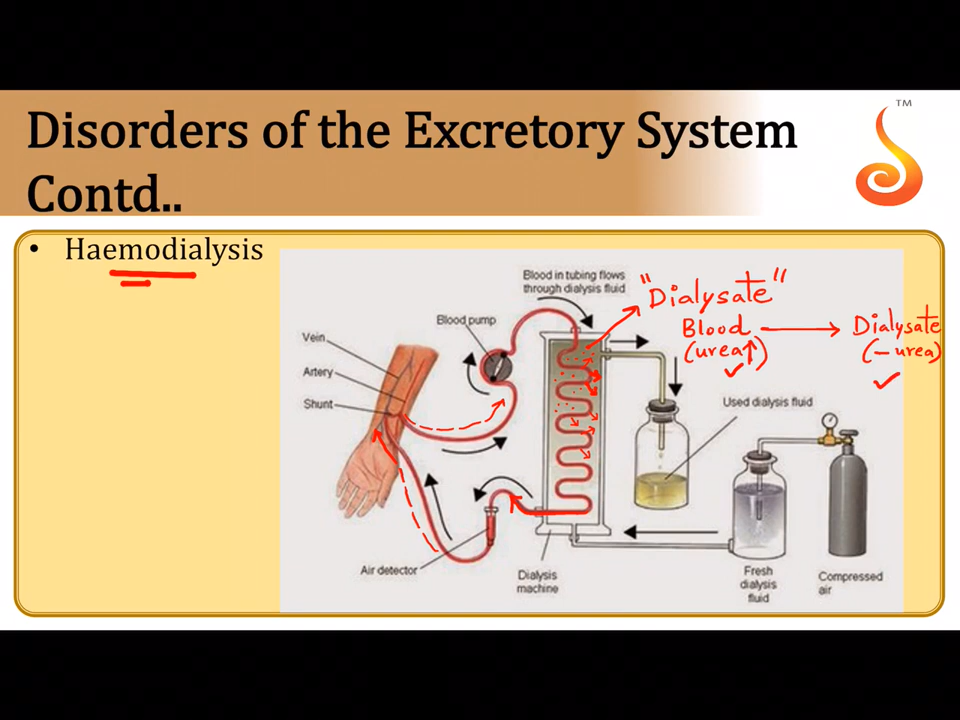 TM
Disorders of the Excretory System
Contd..
• Haemodialysis
Blood in tubing flows
through dialysis fluid
"Dialysate"
Blood → Dialysate
(urea↑) (– urea)
Blood pump
Vein
Artery
Shunt
Used dialysis fluid
Air detector
Dialysis
machine
Fresh
dialysis
fluid
Compressed
air